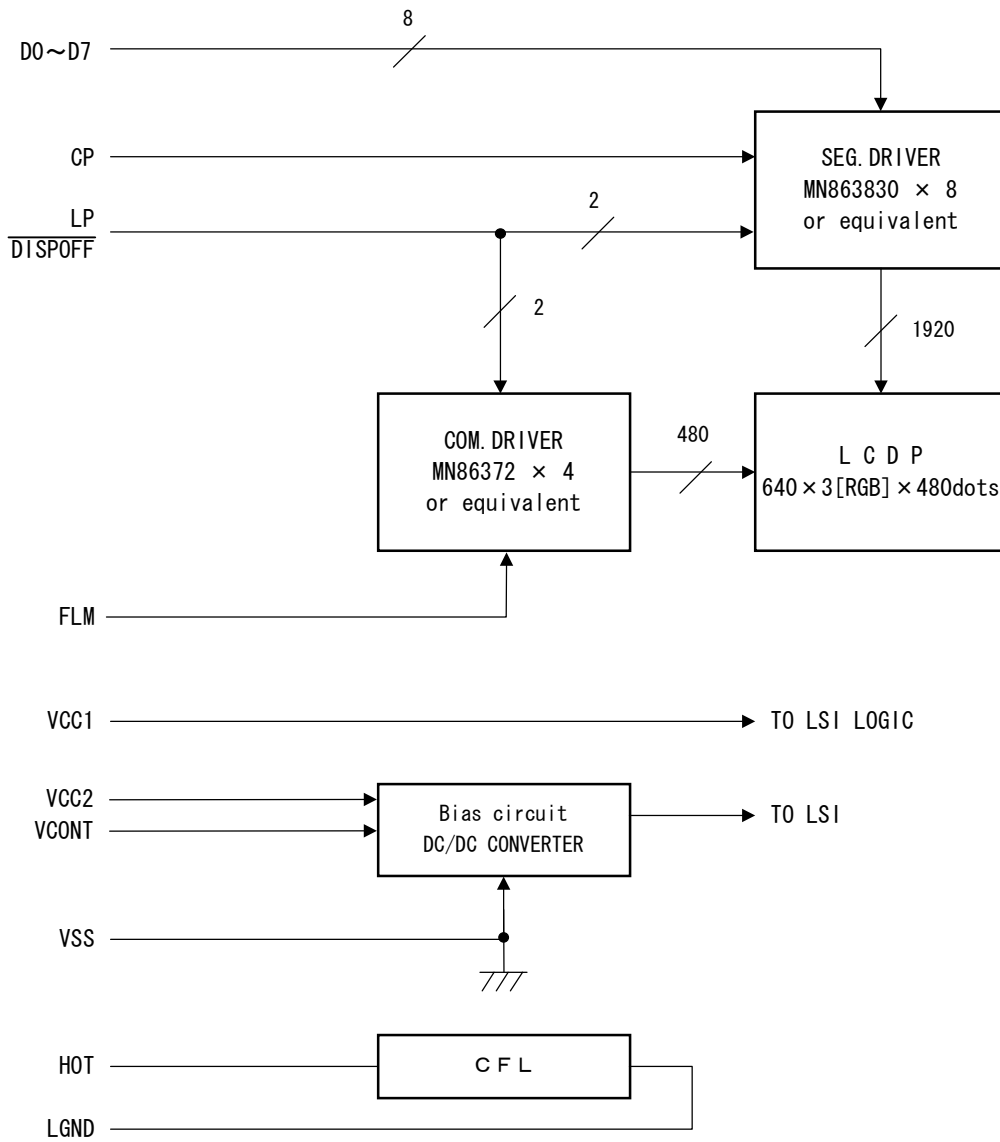 8
D0～D7
CP
SEG.DRIVER
MN863830 × 8
or equivalent
LP
DISPOFF
2
2
1920
COM.DRIVER
MN86372 × 4
or equivalent
480
L C D P
640×3[RGB]×480dots
FLM
VCC1
TO LSI LOGIC
VCC2
VCONT
Bias circuit
DC/DC CONVERTER
TO LSI
VSS
HOT
CFL
LGND